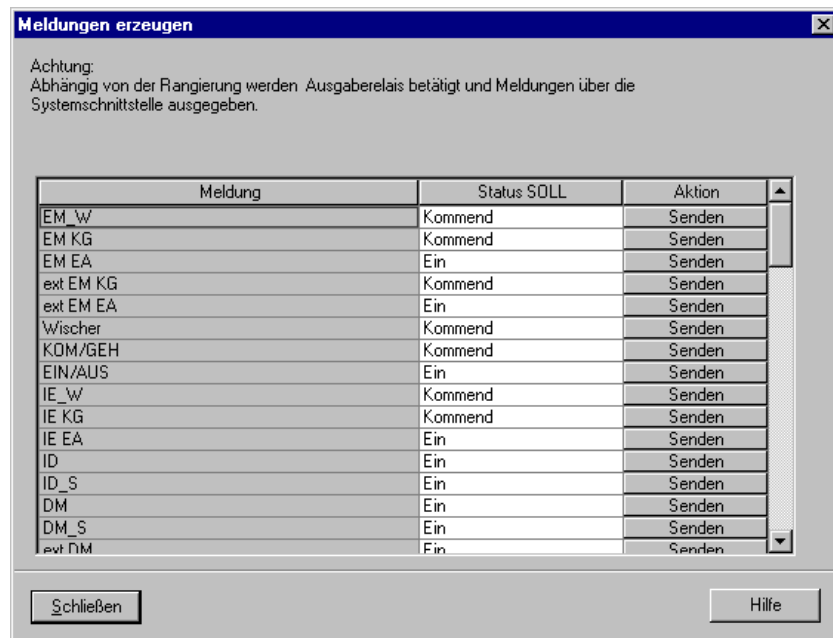 Meldungen erzeugen
Achtung:
Abhängig von der Rangierung werden Ausgaberelais betätigt und Meldungen über die
Systemschnittstelle ausgegeben.
Meldung Status SOLL Aktion
EM_W Kommend Senden
EM KG Kommend Senden
EM EA Ein Senden
ext EM KG Kommend Senden
ext EM EA Ein Senden
Wischer Kommend Senden
KOM/GEH Kommend Senden
EIN/AUS Ein Senden
IE_W Kommend Senden
IE KG Kommend Senden
IE EA Ein Senden
ID Ein Senden
ID_S Ein Senden
DM Ein Senden
DM_S Ein Senden
ext DM Ein Senden
Schließen Hilfe